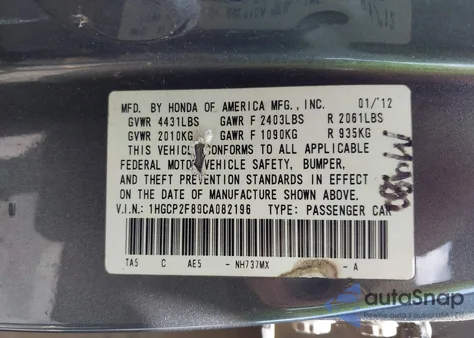 MFD. BY HONDA OF AMERICA MFG., INC. 01/'12
GVWR 4431LBS GAWR F 2403LBS R 2061LBS
GVWR 2010KG GAWR F 1090KG R 935KG
THIS VEHICLE CONFORMS TO ALL APPLICABLE
FEDERAL MOTOR VEHICLE SAFETY, BUMPER,
AND THEFT PREVENTION STANDARDS IN EFFECT
ON THE DATE OF MANUFACTURE SHOWN ABOVE.
V.I.N.: 1HGCP2F89CA082196 TYPE: PASSENGER CAR
TA5 C AE5 - NH737MX - A
autoSnap